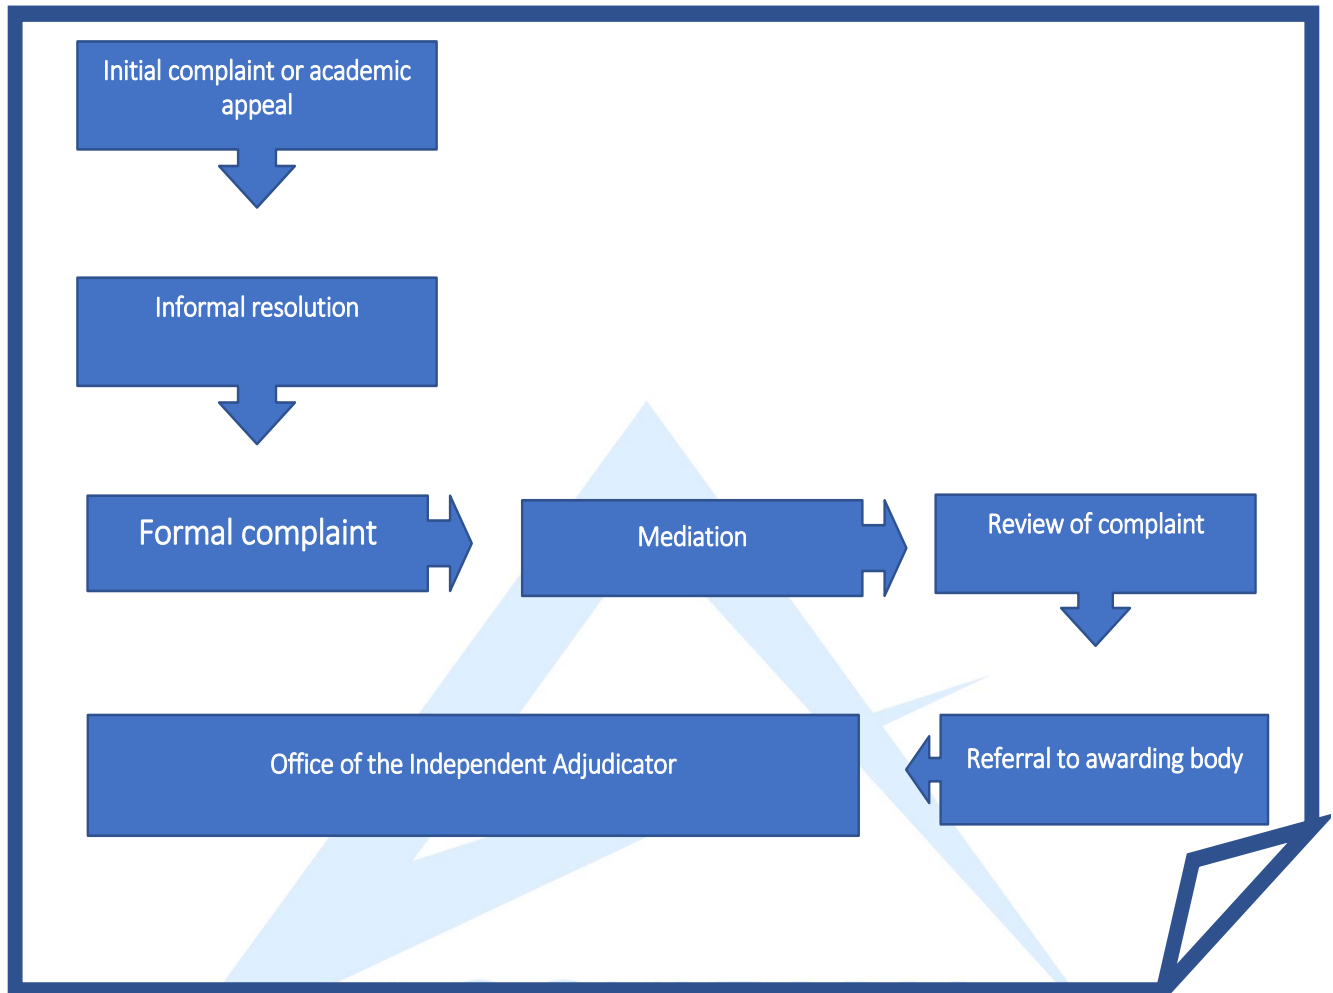 Initial complaint or academic
appeal
Informal resolution
Formal complaint
Mediation
Review of complaint
Referral to awarding body
Office of the Independent Adjudicator